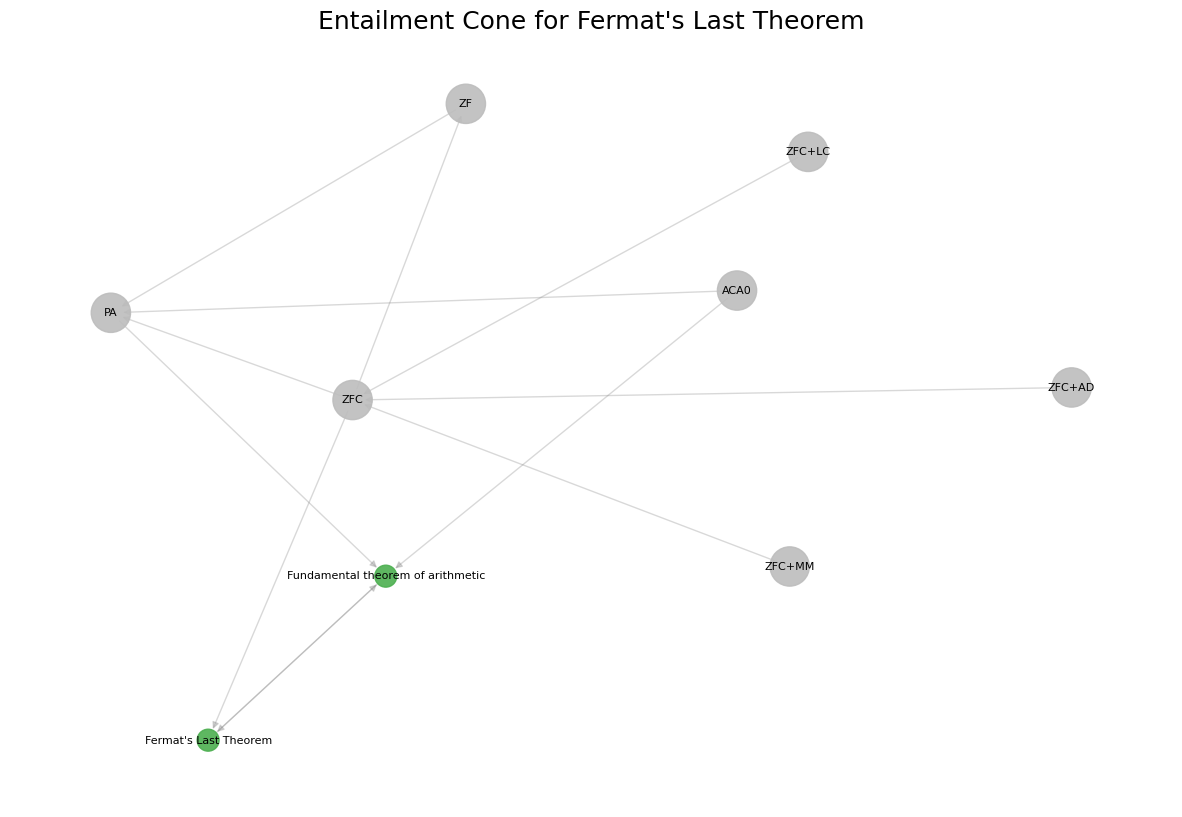 Entailment Cone for Fermat's Last Theorem
ZF
ZFC+LC
ACA0
PA
ZFC+AD
ZFC
ZFC+MM
Fundamental theorem of arithmetic
Fermat's Last Theorem